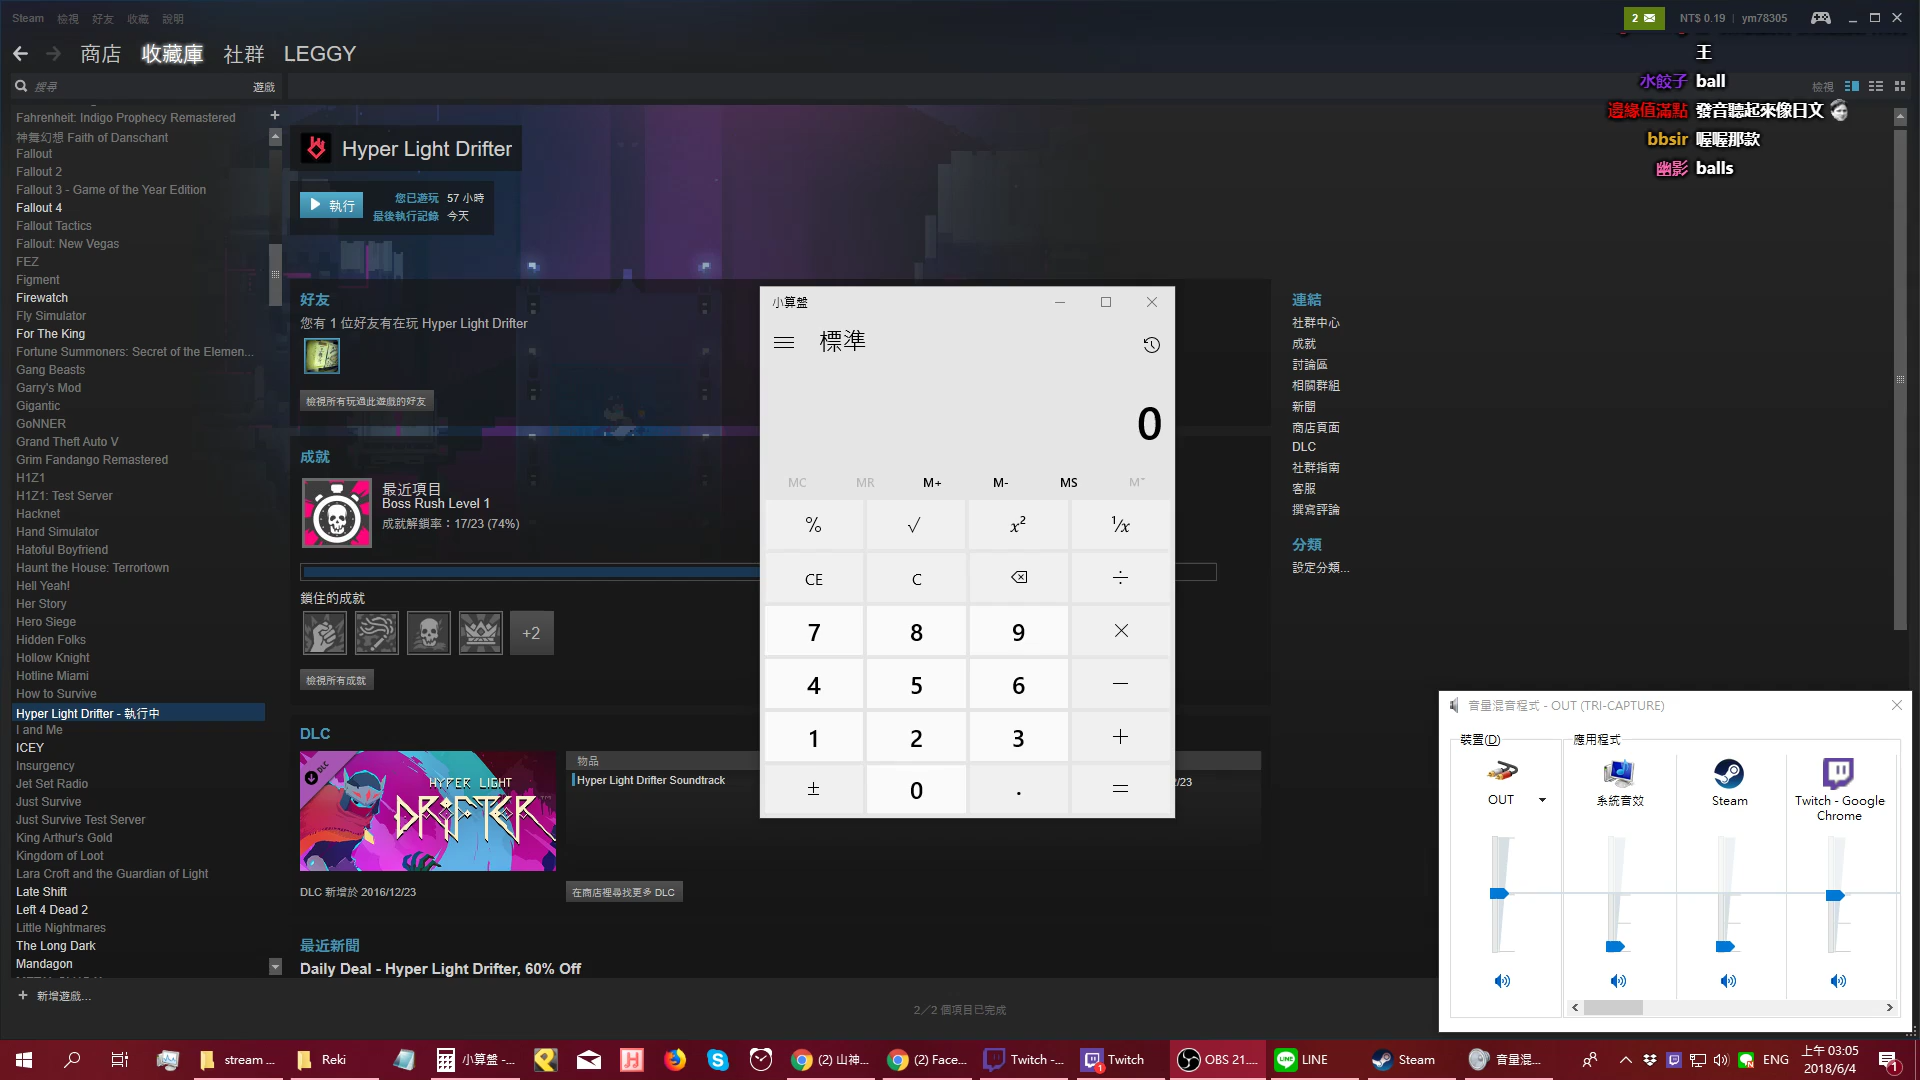 Steam 檢視 好友 收藏 說明
2
NT$ 0.19 | ym78305
商店 收藏庫 社群 LEGGY
搜尋 遊戲
檢視
王
水餃子 ball
邊緣值滿點 發音聽起來像日文
bbsir 喔喔那款
幽影 balls
Fahrenheit: Indigo Prophecy Remastered
神舞幻想 Faith of Danschant
Fallout
Fallout 2
Fallout 3 - Game of the Year Edition
Fallout 4
Fallout Tactics
Fallout: New Vegas
FEZ
Figment
Firewatch
Fly Simulator
For The King
Fortune Summoners: Secret of the Elemen...
Gang Beasts
Garry's Mod
Gigantic
GoNNER
Grand Theft Auto V
Grim Fandango Remastered
H1Z1
H1Z1: Test Server
Hacknet
Hand Simulator
Hatoful Boyfriend
Haunt the House: Terrortown
Hell Yeah!
Her Story
Hero Siege
Hidden Folks
Hollow Knight
Hotline Miami
How to Survive
Hyper Light Drifter - 執行中
I and Me
ICEY
Insurgency
Jet Set Radio
Just Survive
Just Survive Test Server
King Arthur's Gold
Kingdom of Loot
Lara Croft and the Guardian of Light
Late Shift
Left 4 Dead 2
Little Nightmares
The Long Dark
Mandagon
+ 新增遊戲...
Hyper Light Drifter
執行
您已遊玩 57 小時
最後執行記錄 今天
好友
您有 1 位好友有在玩 Hyper Light Drifter
檢視所有玩過此遊戲的好友
成就
最近項目
Boss Rush Level 1
成就解鎖率：17/23 (74%)
鎖住的成就
+2
檢視所有成就
DLC
DLC
HYPER LIGHT
DRIFTER
物品
Hyper Light Drifter Soundtrack
/23
DLC 新增於 2016/12/23
在商店裡尋找更多 DLC
最近新聞
Daily Deal - Hyper Light Drifter, 60% Off
2／2 個項目已完成
連結
社群中心
成就
討論區
相關群組
新聞
商店頁面
DLC
社群指南
客服
撰寫評論
分類
設定分類...
小算盤
標準
0
MC MR M+ M- MS M˅
% √ x² ¹/x
CE C ÷
7 8 9 ×
4 5 6 −
1 2 3 +
± 0 . =
音量混音程式 - OUT (TRI-CAPTURE)
裝置(D)
應用程式
OUT
系統音效
Steam
Twitch - Google
Chrome
stream ...
Reki
小算盤 -...
(2) 山神...
(2) Face...
Twitch -...
1
Twitch
OBS 21....
LINE
LINE
Steam
音量混...
ENG
上午 03:05
2018/6/4
1